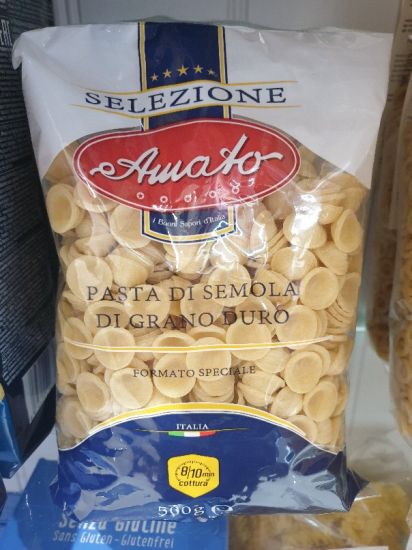 SELEZIONE
Amato
I Buoni Sapori d'Italia
PASTA DI SEMOLA
DI GRANO DURO
FORMATO SPECIALE
ITALIA
8/10 min
cottura
500g e
Senza Glutine
Sans Gluten - Glutenfrei